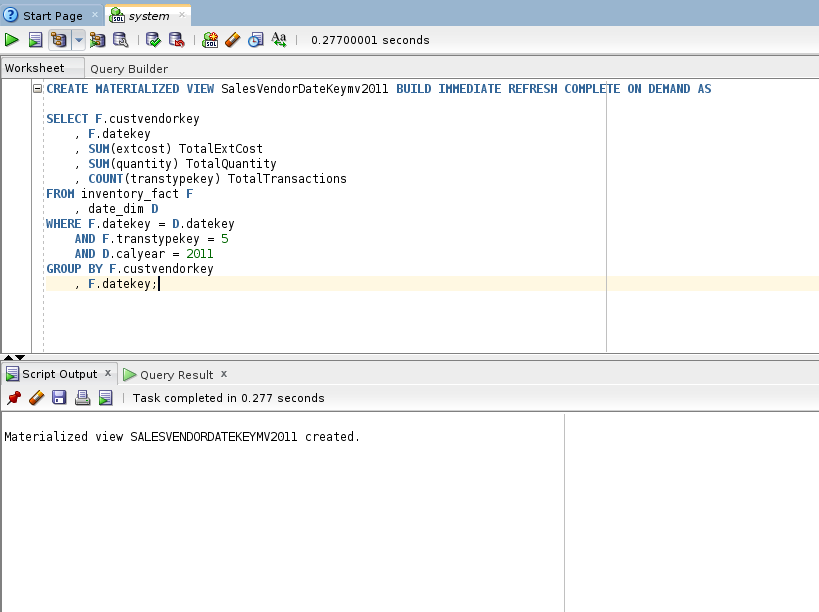 Start Page
system
0.27700001 seconds
Worksheet
Query Builder
CREATE MATERIALIZED VIEW SalesVendorDateKeymv2011 BUILD IMMEDIATE REFRESH COMPLETE ON DEMAND AS
SELECT F.custvendorkey
, F.datekey
, SUM(extcost) TotalExtCost
, SUM(quantity) TotalQuantity
, COUNT(transtypekey) TotalTransactions
FROM inventory_fact F
, date_dim D
WHERE F.datekey = D.datekey
AND F.transtypekey = 5
AND D.calyear = 2011
GROUP BY F.custvendorkey
, F.datekey;
Script Output x
Query Result x
Task completed in 0.277 seconds
Materialized view SALESVENDORDATEKEYMV2011 created.